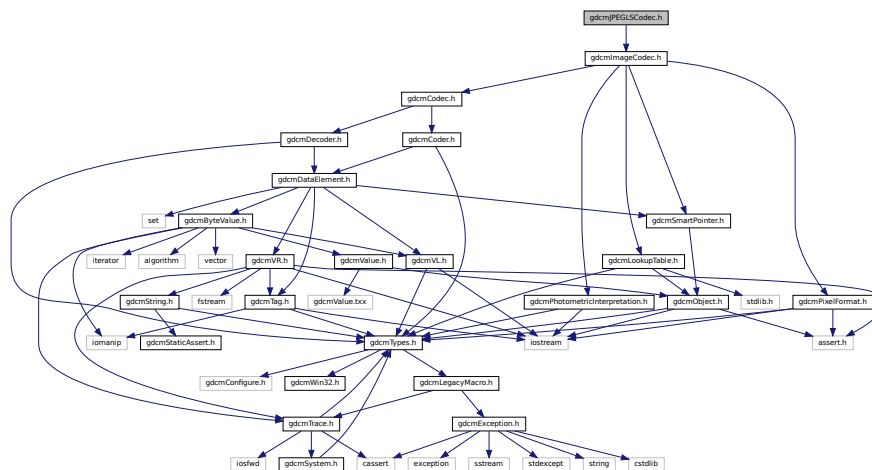 gdcmJPEGLSCodec.h
gdcmImageCodec.h
gdcmCodec.h
gdcmDecoder.h
gdcmCoder.h
gdcmDataElement.h
set
gdcmByteValue.h
gdcmSmartPointer.h
iterator
algorithm
vector
gdcmVR.h
gdcmValue.h
gdcmVL.h
gdcmLookupTable.h
gdcmString.h
fstream
gdcmTag.h
gdcmValue.txx
gdcmPhotometricInterpretation.h
gdcmObject.h
stdlib.h
gdcmPixelFormat.h
iomanip
gdcmStaticAssert.h
gdcmTypes.h
iostream
assert.h
gdcmConfigure.h
gdcmWin32.h
gdcmLegacyMacro.h
gdcmTrace.h
gdcmException.h
iosfwd
gdcmSystem.h
cassert
exception
sstream
stdexcept
string
cstdlib